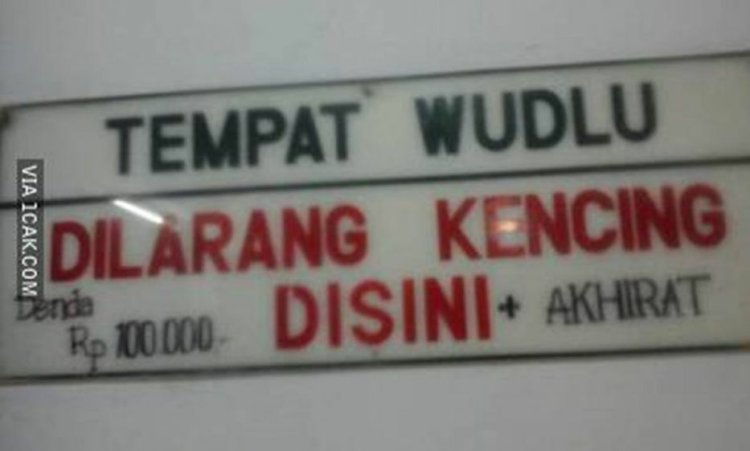 TEMPAT WUDLU
DILARANG KENCING
DISINI + AKHIRAT
Denda
Rp 100.000.-
VIA 1CAK.COM